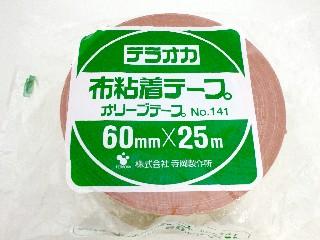 テラオカ
布粘着テープ®
オリーブテープ® No.141
60mm×25m
株式会社 寺岡製作所